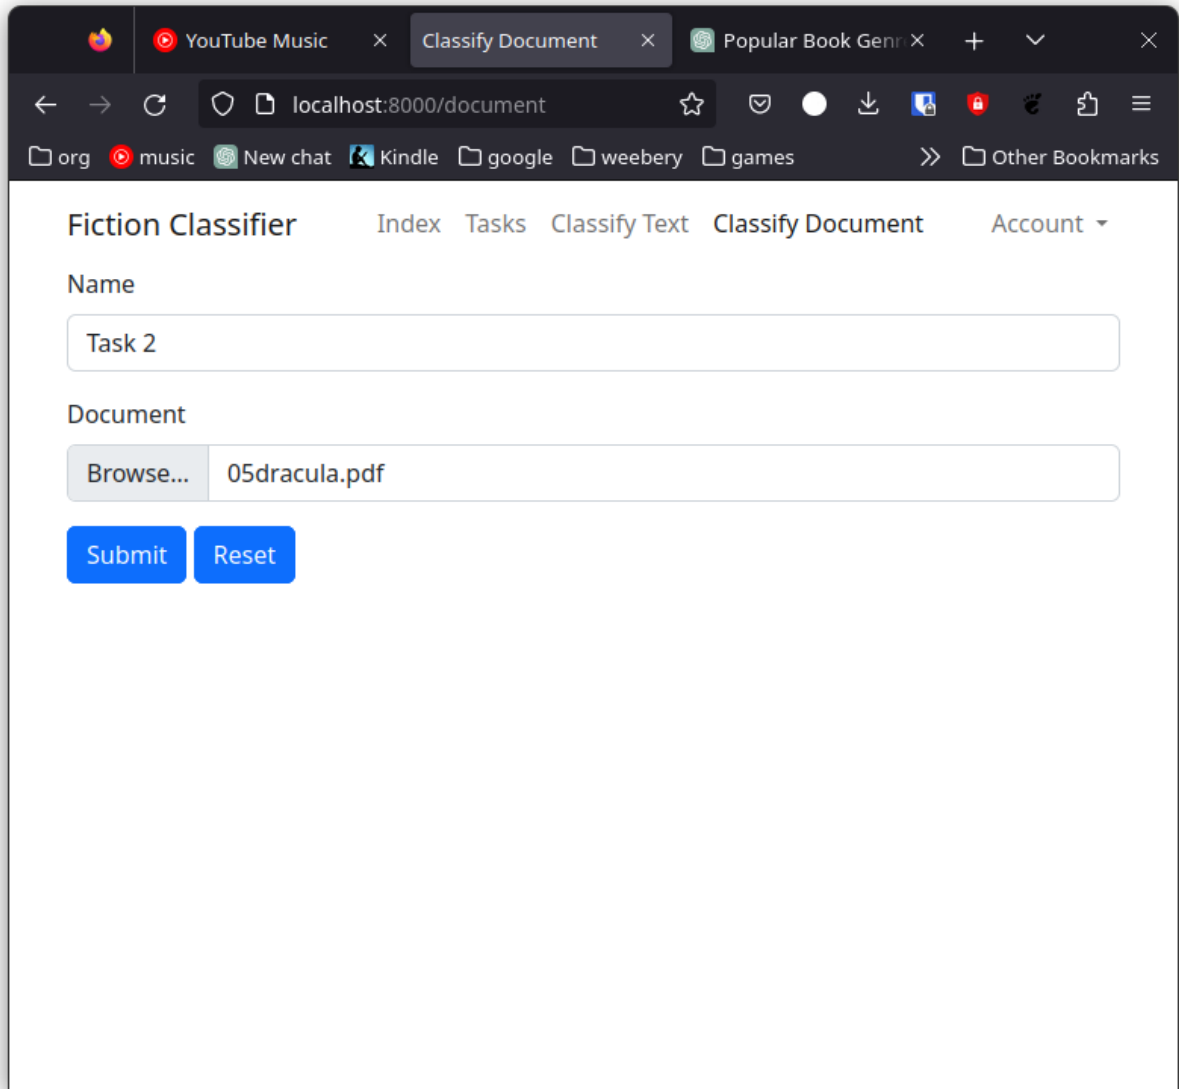 YouTube Music Classify Document Popular Book Genr
localhost:8000/document
org music New chat Kindle google weebery games Other Bookmarks
Fiction Classifier Index Tasks Classify Text Classify Document Account
Name
Task 2
Document
Browse... 05dracula.pdf
Submit Reset